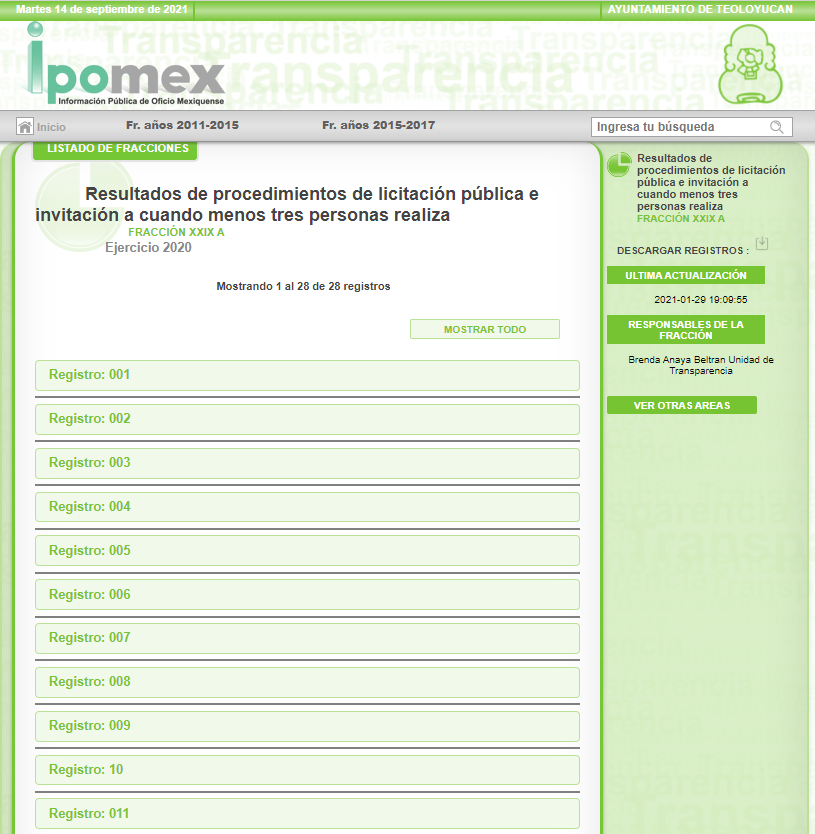 Martes 14 de septiembre de 2021
AYUNTAMIENTO DE TEOLOYUCAN
ipomex
Información Pública de Oficio Mexiquense
Inicio
Fr. años 2011-2015
Fr. años 2015-2017
Ingresa tu búsqueda
LISTADO DE FRACCIONES
Resultados de procedimientos de licitación pública e
invitación a cuando menos tres personas realiza
FRACCIÓN XXIX A
Ejercicio 2020
Mostrando 1 al 28 de 28 registros
MOSTRAR TODO
Registro: 001
Registro: 002
Registro: 003
Registro: 004
Registro: 005
Registro: 006
Registro: 007
Registro: 008
Registro: 009
Registro: 10
Registro: 011
Resultados de
procedimientos de licitación
pública e invitación a
cuando menos tres
personas realiza
FRACCIÓN XXIX A
DESCARGAR REGISTROS :
ULTIMA ACTUALIZACIÓN
2021-01-29 19:09:55
RESPONSABLES DE LA
FRACCIÓN
Brenda Anaya Beltran Unidad de
Transparencia
VER OTRAS AREAS